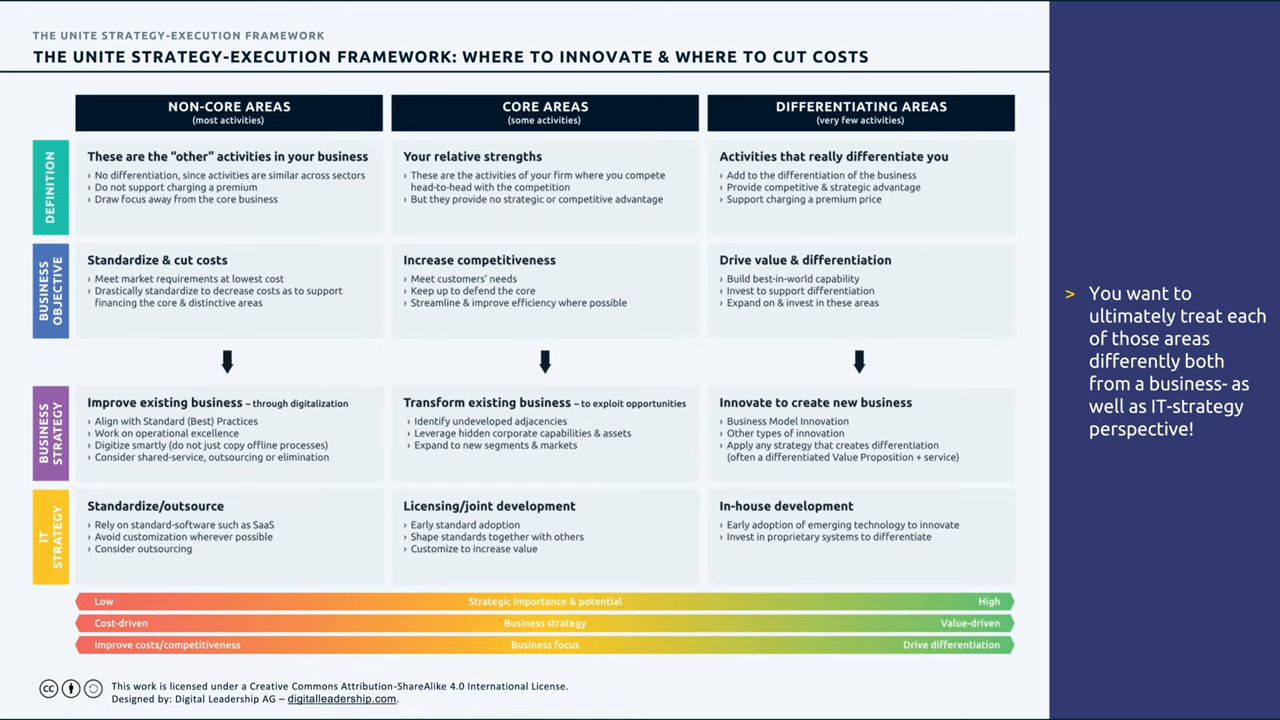 THE UNITE STRATEGY-EXECUTION FRAMEWORK
THE UNITE STRATEGY-EXECUTION FRAMEWORK: WHERE TO INNOVATE & WHERE TO CUT COSTS
NON-CORE AREAS
(most activities)
CORE AREAS
(some activities)
DIFFERENTIATING AREAS
(very few activities)
DEFINITION
These are the “other” activities in your business
› No differentiation, since activities are similar across sectors
› Do not support charging a premium
› Draw focus away from the core business
Your relative strengths
› These are the activities of your firm where you compete
head-to-head with the competition
› But they provide no strategic or competitive advantage
Activities that really differentiate you
› Add to the differentiation of the business
› Provide competitive & strategic advantage
› Support charging a premium price
BUSINESS
OBJECTIVE
Standardize & cut costs
› Meet market requirements at lowest cost
› Drastically standardize to decrease costs as to support
financing the core & distinctive areas
Increase competitiveness
› Meet customers’ needs
› Keep up to defend the core
› Streamline & improve efficiency where possible
Drive value & differentiation
› Build best-in-world capability
› Invest to support differentiation
› Expand on & invest in these areas
BUSINESS
STRATEGY
Improve existing business – through digitalization
› Align with Standard (Best) Practices
› Work on operational excellence
› Digitize smartly (do not just copy offline processes)
› Consider shared-service, outsourcing or elimination
Transform existing business – to exploit opportunities
› Identify undeveloped adjacencies
› Leverage hidden corporate capabilities & assets
› Expand to new segments & markets
Innovate to create new business
› Business Model Innovation
› Other types of innovation
› Apply any strategy that creates differentiation
(often a differentiated Value Proposition + service)
IT
STRATEGY
Standardize/outsource
› Rely on standard-software such as SaaS
› Avoid customization wherever possible
› Consider outsourcing
Licensing/joint development
› Early standard adoption
› Shape standards together with others
› Customize to increase value
In-house development
› Early adoption of emerging technology to innovate
› Invest in proprietary systems to differentiate
Low Strategic importance & potential High
Cost-driven Business strategy Value-driven
Improve costs/competitiveness Business focus Drive differentiation
cc
This work is licensed under a Creative Commons Attribution-ShareAlike 4.0 International License.
Designed by: Digital Leadership AG – digitalleadership.com.
> You want to
ultimately treat each
of those areas
differently both
from a business- as
well as IT-strategy
perspective!